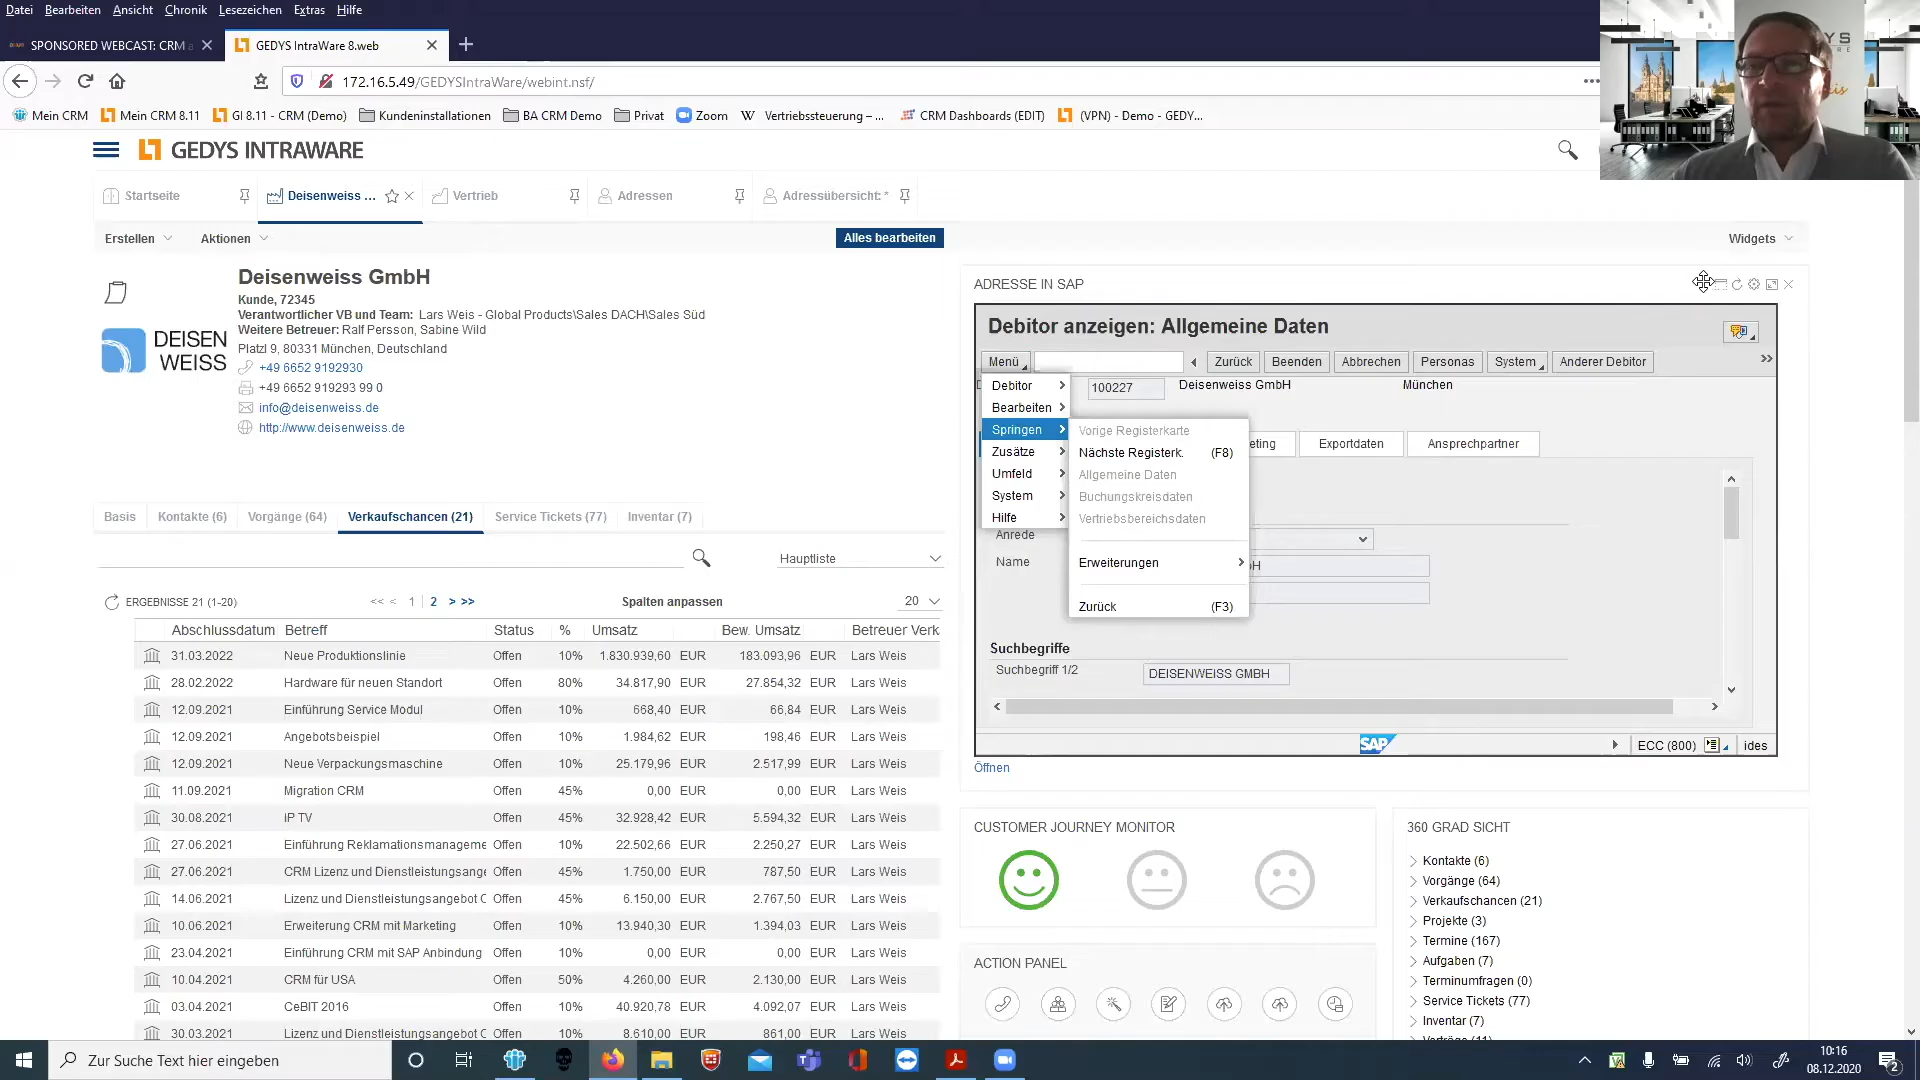 Datei Bearbeiten Ansicht Chronik Lesezeichen Extras Hilfe
SPONSORED WEBCAST: CRM
GEDYS IntraWare 8.web
172.16.5.49/GEDYSIntraWare/webint.nsf/
Mein CRM Mein CRM 8.11 GI 8.11 - CRM (Demo) Kundeninstallationen BA CRM Demo Privat Zoom Vertriebssteuerung – ... CRM Dashboards (EDIT) (VPN) - Demo - GEDY...
GEDYS INTRAWARE
Startseite Deisenweiss ... Vertrieb Adressen Adressübersicht: *
Erstellen Aktionen Alles bearbeiten Widgets
Deisenweiss GmbH
Kunde, 72345
Verantwortlicher VB und Team: Lars Weis - Global Products\Sales DACH\Sales Süd
Weitere Betreuer: Ralf Persson, Sabine Wild
Platzl 9, 80331 München, Deutschland
+49 6652 9192930
+49 6652 919293 99 0
info@deisenweiss.de
http://www.deisenweiss.de
DEISEN
WEISS
Basis Kontakte (6) Vorgänge (64) Verkaufschancen (21) Service Tickets (77) Inventar (7)
Hauptliste
ERGEBNISSE 21 (1-20) << < 1 2 > >> Spalten anpassen 20
Abschlussdatum Betreff Status % Umsatz Bew. Umsatz Betreuer Verk
31.03.2022 Neue Produktionslinie Offen 10% 1.830.939,60 EUR 183.093,96 EUR Lars Weis
28.02.2022 Hardware für neuen Standort Offen 80% 34.817,90 EUR 27.854,32 EUR Lars Weis
12.09.2021 Einführung Service Modul Offen 10% 668,40 EUR 66,84 EUR Lars Weis
12.09.2021 Angebotsbeispiel Offen 10% 1.984,62 EUR 198,46 EUR Lars Weis
12.09.2021 Neue Verpackungsmaschine Offen 10% 25.179,96 EUR 2.517,99 EUR Lars Weis
11.09.2021 Migration CRM Offen 45% 0,00 EUR 0,00 EUR Lars Weis
30.08.2021 IP TV Offen 45% 32.928,42 EUR 5.594,32 EUR Lars Weis
27.06.2021 Einführung Reklamationsmanageme Offen 10% 22.502,66 EUR 2.250,27 EUR Lars Weis
27.06.2021 CRM Lizenz und Dienstleistungsange Offen 45% 1.750,00 EUR 787,50 EUR Lars Weis
14.06.2021 Lizenz und Dienstleistungsangebot C Offen 45% 6.150,00 EUR 2.767,50 EUR Lars Weis
10.06.2021 Erweiterung CRM mit Marketing Offen 10% 13.940,30 EUR 1.394,03 EUR Lars Weis
23.04.2021 Einführung CRM mit SAP Anbindung Offen 10% 0,00 EUR 0,00 EUR Lars Weis
10.04.2021 CRM für USA Offen 50% 4.260,00 EUR 2.130,00 EUR Lars Weis
03.04.2021 CeBIT 2016 Offen 10% 40.920,78 EUR 4.092,07 EUR Lars Weis
30.03.2021 Lizenz und Dienstleistungsangebot C Offen 10% 8.610,00 EUR 861,00 EUR Lars Weis
ADRESSE IN SAP
Debitor anzeigen: Allgemeine Daten
Menü Zurück Beenden Abbrechen Personas System Anderer Debitor
100227 Deisenweiss GmbH München
Debitor
Bearbeiten
Springen
Zusätze
Umfeld
System
Hilfe
Vorige Registerkarte
Nächste Registerk. (F8)
Allgemeine Daten
Buchungskreisdaten
Vertriebsbereichsdaten
Erweiterungen
Zurück (F3)
eting Exportdaten Ansprechpartner
Anrede
Name
Suchbegriffe
Suchbegriff 1/2 DEISENWEISS GMBH
SAP ECC (800) ides
Öffnen
CUSTOMER JOURNEY MONITOR
ACTION PANEL
360 GRAD SICHT
Kontakte (6)
Vorgänge (64)
Verkaufschancen (21)
Projekte (3)
Termine (167)
Aufgaben (7)
Terminumfragen (0)
Service Tickets (77)
Inventar (7)
Verträge (11)
Zur Suche Text hier eingeben
10:16
08.12.2020
2